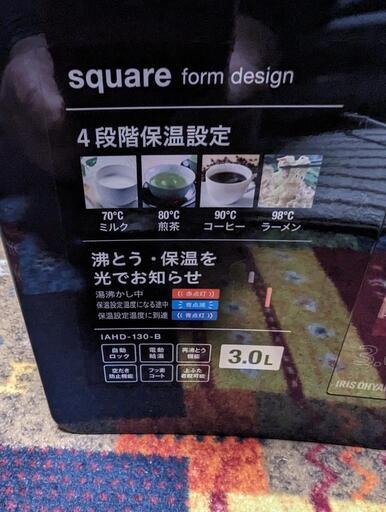 square form design
4段階保温設定
70°C 80°C 90°C 98°C
ミルク 煎茶 コーヒー ラーメン
沸とう・保温を
光でお知らせ
湯沸かし中 赤点灯
保温設定温度になる途中 青点滅
保温設定温度に到達 青点灯
IAHD-130-B
自動ロック 電動給湯 再沸とう機能 3.0L
空だき防止機能 フッ素コート 上ふた着脱可能
IRIS OHYA